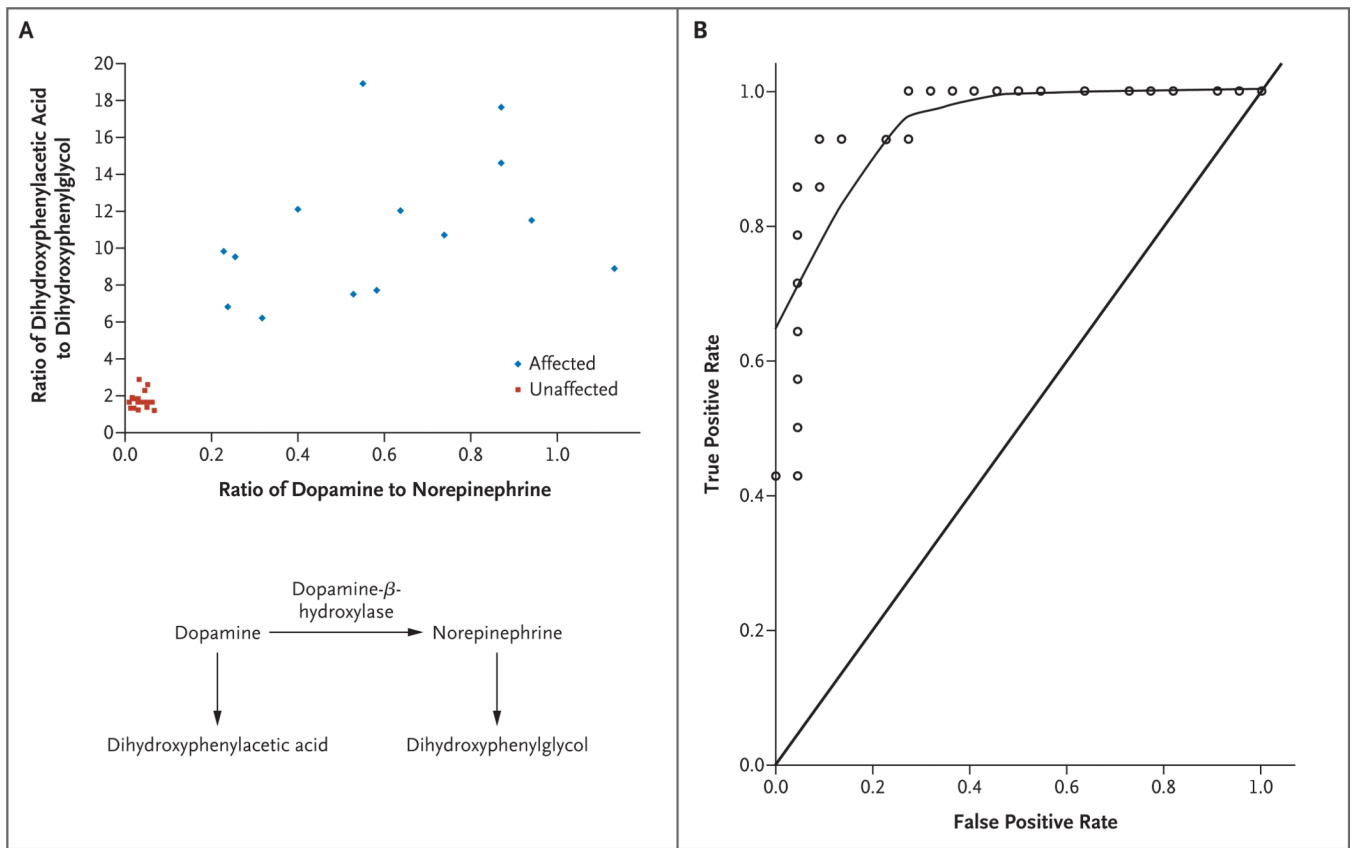 A
Ratio of Dihydroxyphenylacetic Acid
to Dihydroxyphenylglycol
20
18
16
14
12
10
8
6
4
2
0
0.0 0.2 0.4 0.6 0.8 1.0
Affected
Unaffected
Ratio of Dopamine to Norepinephrine
Dopamine-β-
hydroxylase
Dopamine Norepinephrine
Dihydroxyphenylacetic acid Dihydroxyphenylglycol
B
True Positive Rate
1.0
0.8
0.6
0.4
0.2
0.0
0.0 0.2 0.4 0.6 0.8 1.0
False Positive Rate